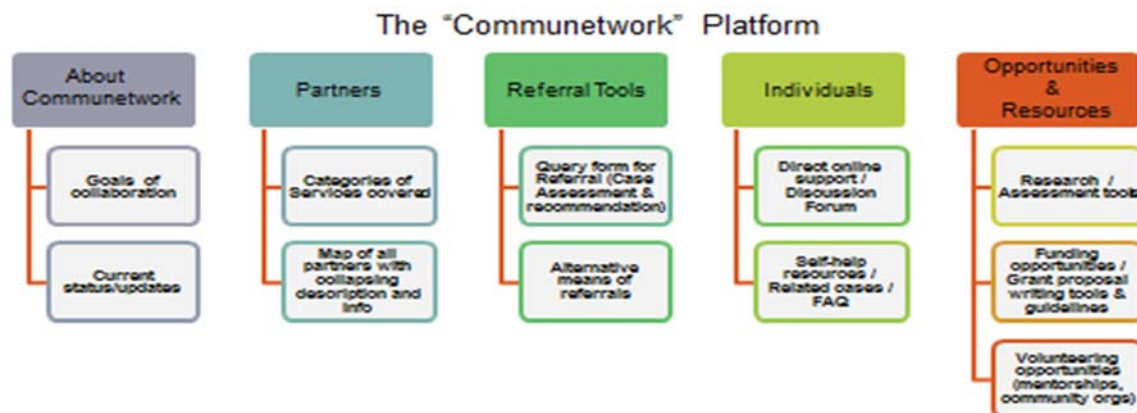 The "Communetwork" Platform
About
Communetwork
Goals of
collaboration
Current
status/updates
Partners
Categories of
Services covered
Map of all
partners with
collapsing
description and
info
Referral Tools
Query form for
Referral (Case
Assessment &
recommendation)
Alternative
means of
referrals
Individuals
Direct online
support /
Discussion
Forum
Self-help
resources /
Related cases /
FAQ
Opportunities
&
Resources
Research /
Assessment tools
Funding
opportunities /
Grant proposal
writing tools &
guidelines
Volunteering
opportunities
(mentorships,
community orgs)